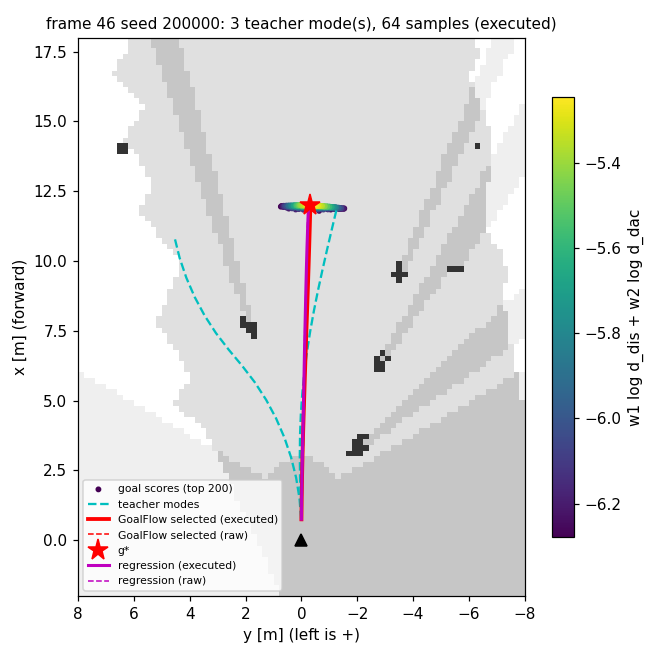 frame 46 seed 200000: 3 teacher mode(s), 64 samples (executed)
17.5
15.0
12.5
10.0
7.5
5.0
2.5
0.0
x [m] (forward)
goal scores (top 200)
teacher modes
GoalFlow selected (executed)
GoalFlow selected (raw)
g*
regression (executed)
regression (raw)
8
6
4
2
0
−2
−4
−6
−8
y [m] (left is +)
−5.4
−5.6
−5.8
−6.0
−6.2
w1 log d_dis + w2 log d_dac